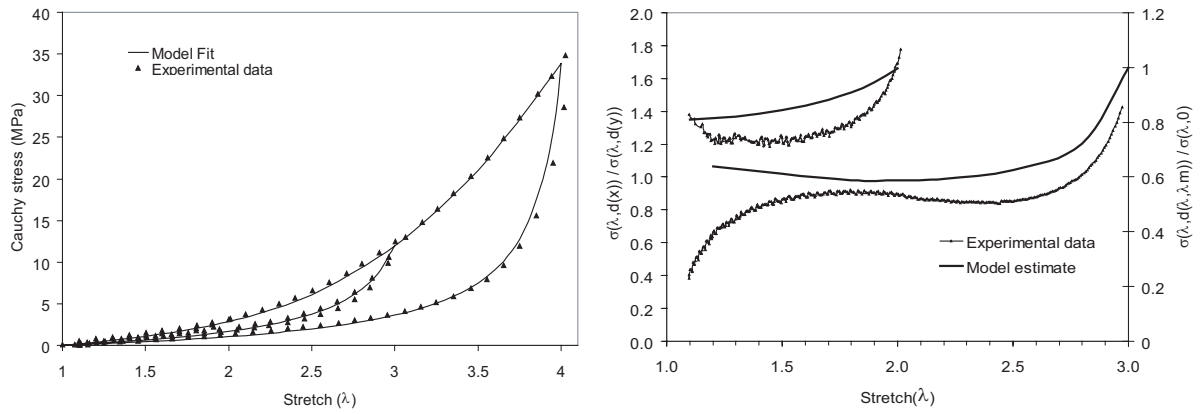 40
35
30
25
20
15
10
5
0
Cauchy stress (MPa)
Model Fit
Experimental data
1 1.5 2 2.5 3 3.5 4
Stretch (λ)
2.0
1.8
1.6
1.4
1.2
1.0
0.8
0.6
0.4
0.2
0.0
σ(λ,d(x)) / σ(λ,d(y))
Experimental data
Model estimate
1.2
1
0.8
0.6
0.4
0.2
0
σ(λ,d(λ,λ m)) / σ(λ,0)
1.0 1.5 2.0 2.5 3.0
Stretch(λ)